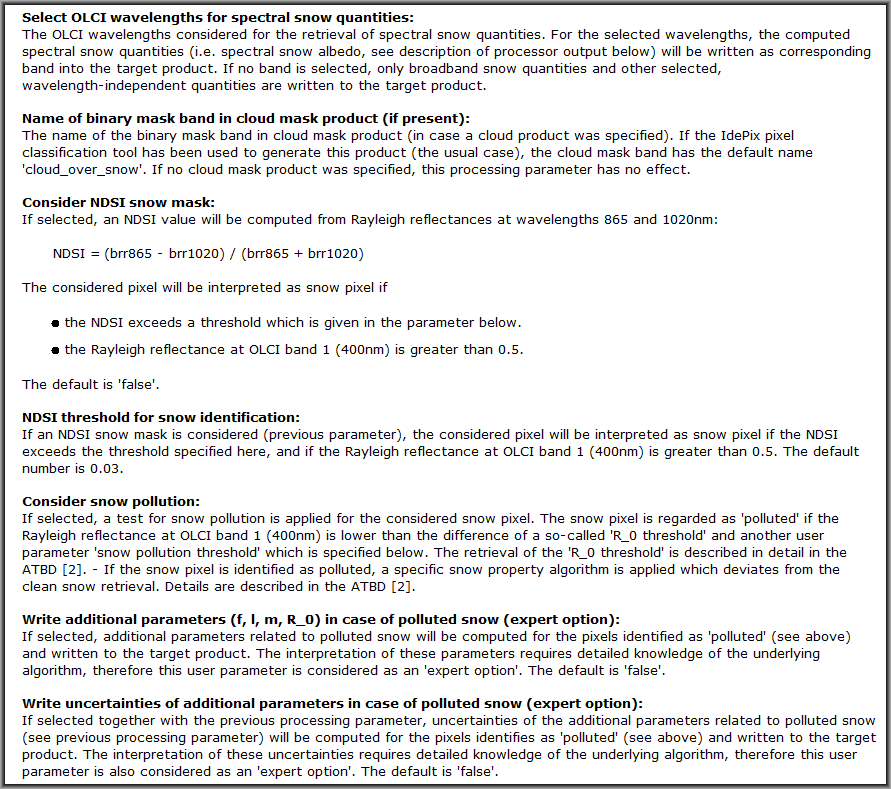 Select OLCI wavelengths for spectral snow quantities:
The OLCI wavelengths considered for the retrieval of spectral snow quantities. For the selected wavelengths, the computed
spectral snow quantities (i.e. spectral snow albedo, see description of processor output below) will be written as corresponding
band into the target product. If no band is selected, only broadband snow quantities and other selected,
wavelength-independent quantities are written to the target product.
Name of binary mask band in cloud mask product (if present):
The name of the binary mask band in cloud mask product (in case a cloud product was specified). If the IdePix pixel
classification tool has been used to generate this product (the usual case), the cloud mask band has the default name
'cloud_over_snow'. If no cloud mask product was specified, this processing parameter has no effect.
Consider NDSI snow mask:
If selected, an NDSI value will be computed from Rayleigh reflectances at wavelengths 865 and 1020nm:
NDSI = (brr865 - brr1020) / (brr865 + brr1020)
The considered pixel will be interpreted as snow pixel if
● the NDSI exceeds a threshold which is given in the parameter below.
● the Rayleigh reflectance at OLCI band 1 (400nm) is greater than 0.5.
The default is 'false'.
NDSI threshold for snow identification:
If an NDSI snow mask is considered (previous parameter), the considered pixel will be interpreted as snow pixel if the NDSI
exceeds the threshold specified here, and if the Rayleigh reflectance at OLCI band 1 (400nm) is greater than 0.5. The default
number is 0.03.
Consider snow pollution:
If selected, a test for snow pollution is applied for the considered snow pixel. The snow pixel is regarded as 'polluted' if the
Rayleigh reflectance at OLCI band 1 (400nm) is lower than the difference of a so-called 'R_0 threshold' and another user
parameter 'snow pollution threshold' which is specified below. The retrieval of the 'R_0 threshold' is described in detail in the
ATBD [2]. - If the snow pixel is identified as polluted, a specific snow property algorithm is applied which deviates from the
clean snow retrieval. Details are described in the ATBD [2].
Write additional parameters (f, l, m, R_0) in case of polluted snow (expert option):
If selected, additional parameters related to polluted snow will be computed for the pixels identified as 'polluted' (see above)
and written to the target product. The interpretation of these parameters requires detailed knowledge of the underlying
algorithm, therefore this user parameter is considered as an 'expert option'. The default is 'false'.
Write uncertainties of additional parameters in case of polluted snow (expert option):
If selected together with the previous processing parameter, uncertainties of the additional parameters related to polluted snow
(see previous processing parameter) will be computed for the pixels identifies as 'polluted' (see above) and written to the target
product. The interpretation of these uncertainties requires detailed knowledge of the underlying algorithm, therefore this user
parameter is also considered as an 'expert option'. The default is 'false'.